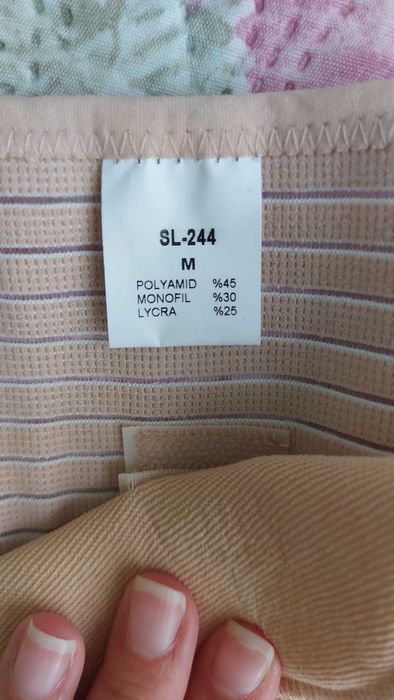 SL-244
M
POLYAMID %45
MONOFIL %30
LYCRA %25